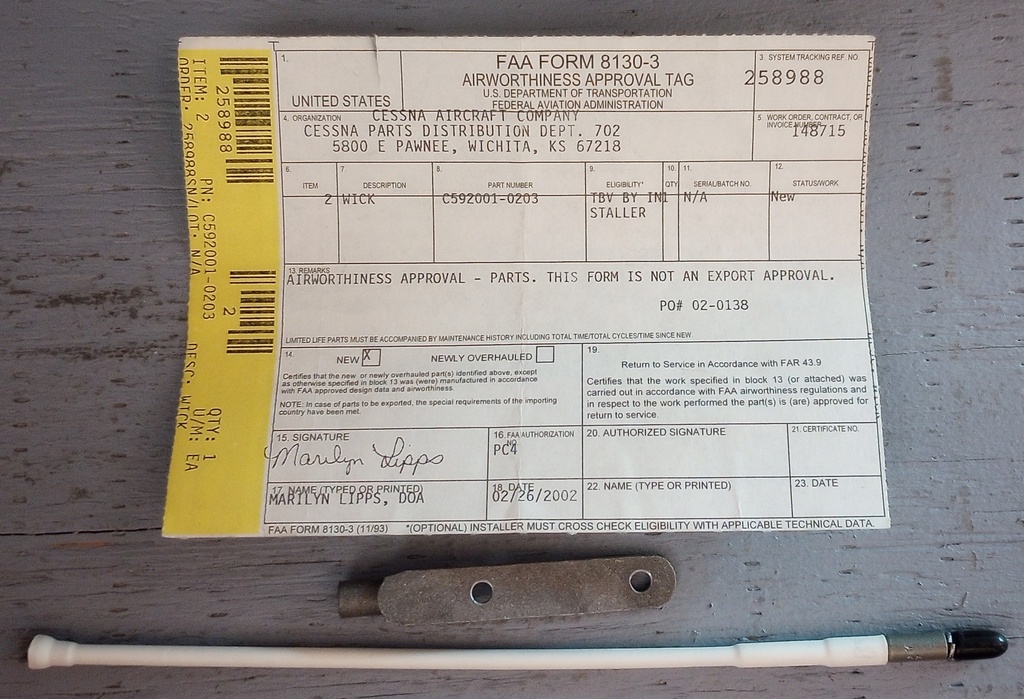 1.
UNITED STATES
FAA FORM 8130-3
AIRWORTHINESS APPROVAL TAG
U.S. DEPARTMENT OF TRANSPORTATION
FEDERAL AVIATION ADMINISTRATION
3. SYSTEM TRACKING REF. NO.
258988
4. ORGANIZATION
CESSNA AIRCRAFT COMPANY
CESSNA PARTS DISTRIBUTION DEPT. 702
5800 E PAWNEE, WICHITA, KS 67218
5. WORK ORDER, CONTRACT, OR
INVOICE NUMBER
148715
6.
ITEM
7.
DESCRIPTION
8.
PART NUMBER
9.
ELIGIBILITY*
10.
QTY
11.
SERIAL/BATCH NO.
12.
STATUS/WORK
2
WICK
C592001-0203
TBV BY IN1
STALLER
N/A
New
13. REMARKS
AIRWORTHINESS APPROVAL - PARTS. THIS FORM IS NOT AN EXPORT APPROVAL.
PO# 02-0138
LIMITED LIFE PARTS MUST BE ACCOMPANIED BY MAINTENANCE HISTORY INCLUDING TOTAL TIME/TOTAL CYCLES/TIME SINCE NEW
14.
NEW X NEWLY OVERHAULED
Certifies that the new or newly overhauled part(s) identified above, except
as otherwise specified in block 13 was (were) manufactured in accordance
with FAA approved design data and airworthiness.
NOTE: In case of parts to be exported, the special requirements of the importing
country have been met.
19.
Return to Service in Accordance with FAR 43.9
Certifies that the work specified in block 13 (or attached) was
carried out in accordance with FAA airworthiness regulations and
in respect to the work performed the part(s) is (are) approved for
return to service.
15. SIGNATURE
Marilyn Lipps
16. FAA AUTHORIZATION
NO.
PC4
20. AUTHORIZED SIGNATURE
21. CERTIFICATE NO.
17. NAME (TYPED OR PRINTED)
MARILYN LIPPS, DOA
18. DATE
02/26/2002
22. NAME (TYPE OR PRINTED)
23. DATE
FAA FORM 8130-3 (11/93)
*(OPTIONAL) INSTALLER MUST CROSS CHECK ELIGIBILITY WITH APPLICABLE TECHNICAL DATA.
258988
2
ITEM: 2 PN: C592001-0203 QTY: 1
U/M: EA
ORDER: 258988 SN/LOT: N/A DESC: WICK